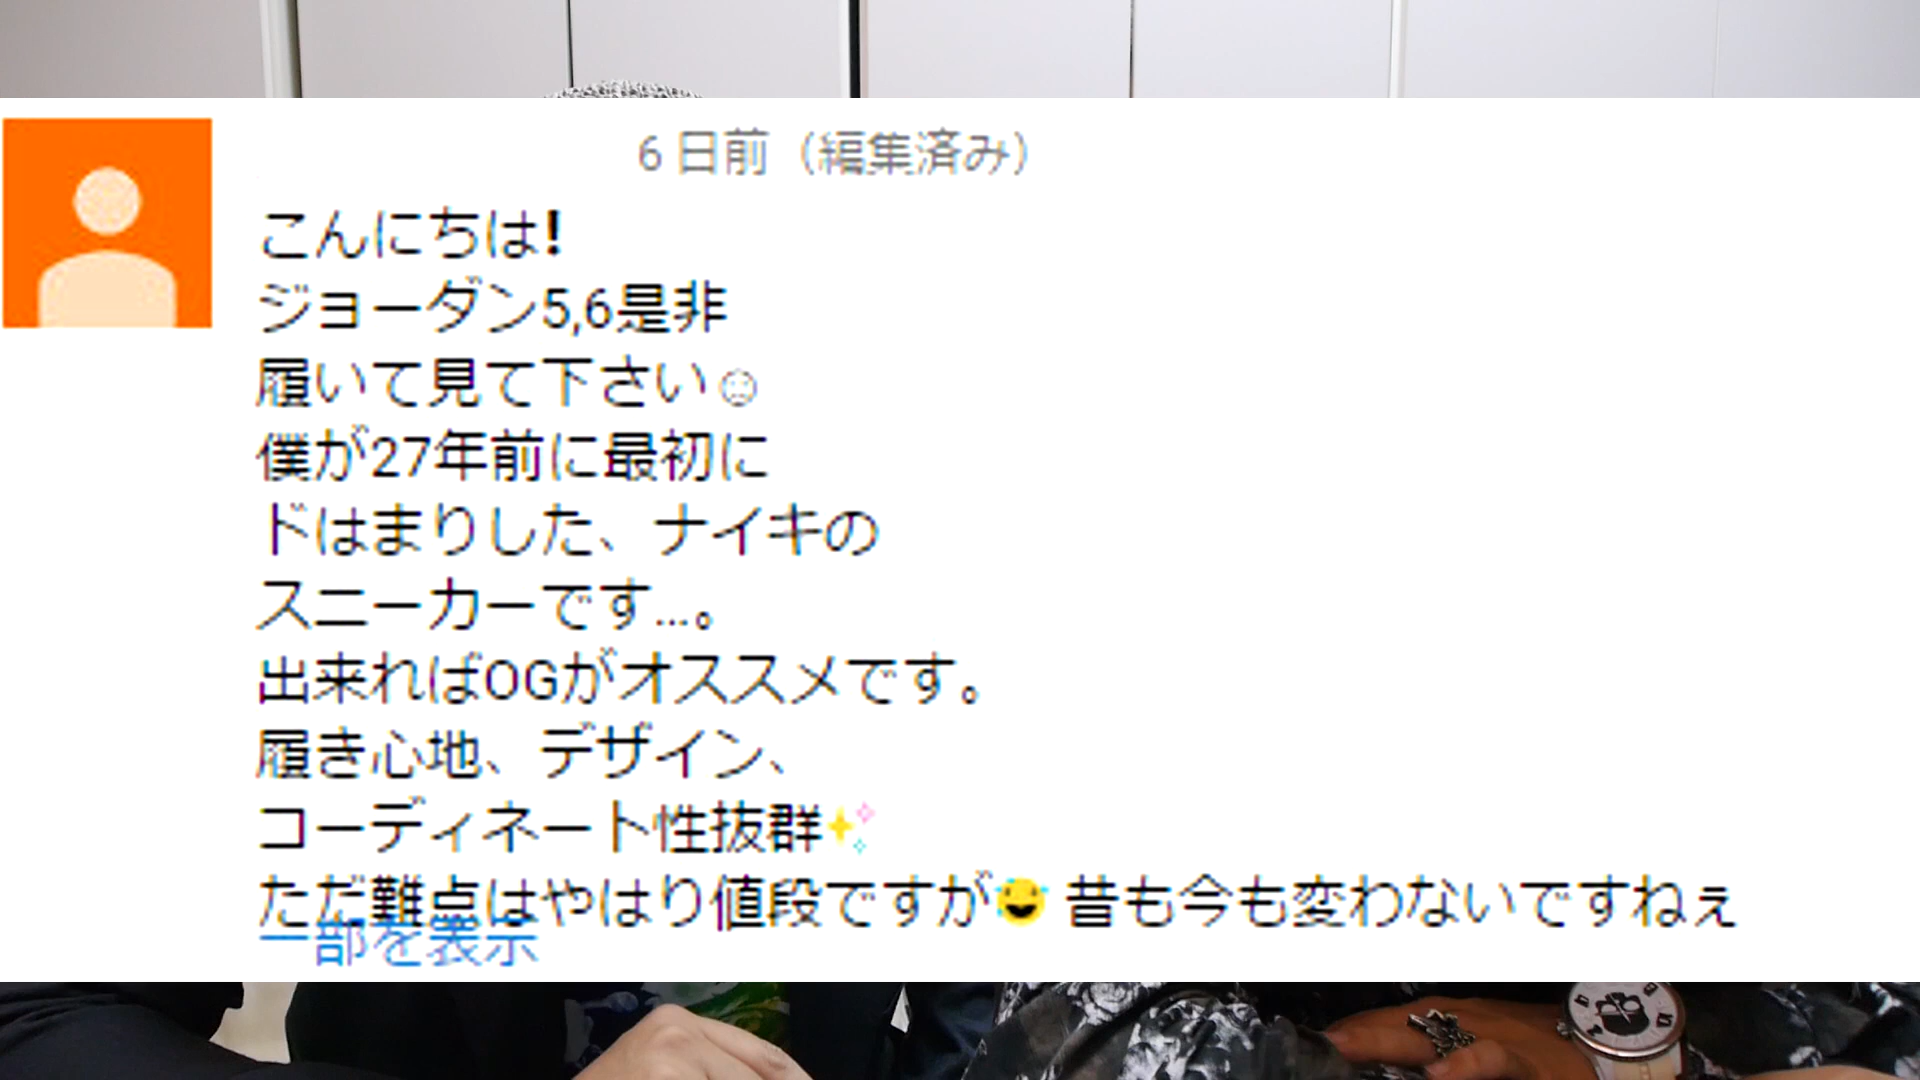 6 日前（編集済み）
こんにちは!
ジョーダン5,6是非
履いて見て下さい☹
僕が27年前に最初に
ドはまりした、ナイキの
スニーカーです...。
出来ればOGがオススメです。
履き心地、デザイン、
コーディネート性抜群✨
ただ難点はやはり値段ですが😅 昔も今も変わないですねぇ
一部を表示